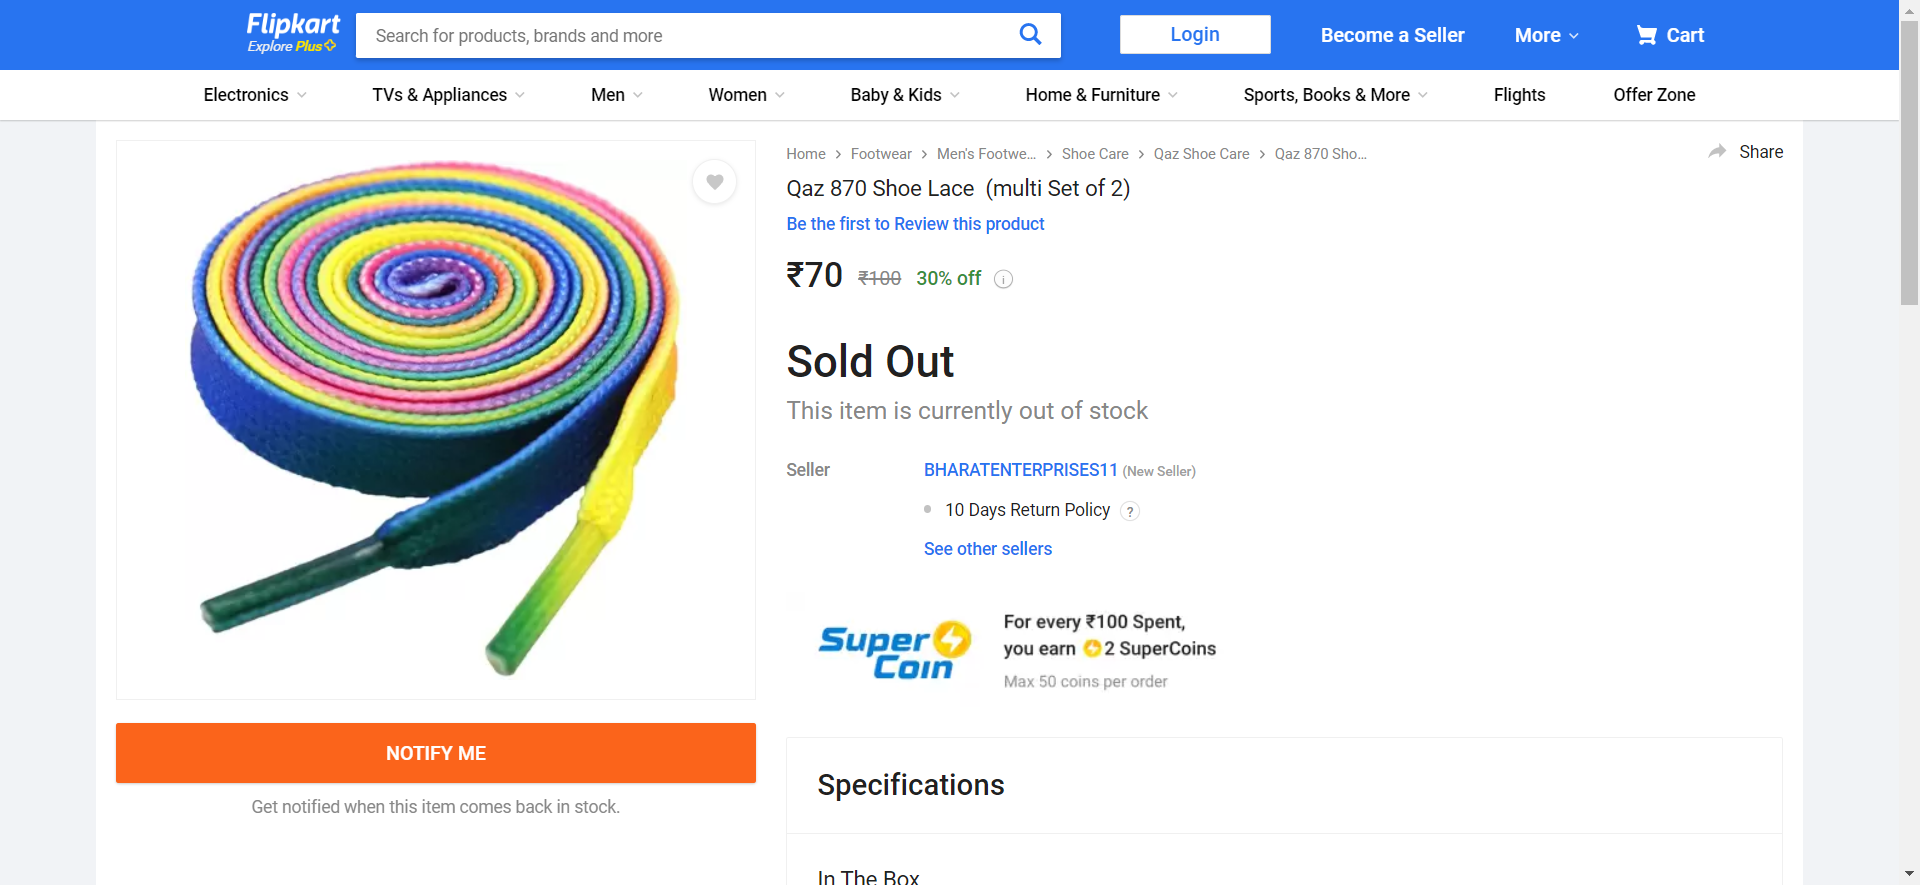 Flipkart
Explore Plus
Search for products, brands and more
Login
Become a Seller
More
Cart
Electronics
TVs & Appliances
Men
Women
Baby & Kids
Home & Furniture
Sports, Books & More
Flights
Offer Zone
Home > Footwear > Men's Footwe... > Shoe Care > Qaz Shoe Care > Qaz 870 Sho...
Share
Qaz 870 Shoe Lace (multi Set of 2)
Be the first to Review this product
₹70 ₹100 30% off i
Sold Out
This item is currently out of stock
Seller
BHARATENTERPRISES11 (New Seller)
10 Days Return Policy ?
See other sellers
Super Coin
For every ₹100 Spent,
you earn 2 SuperCoins
Max 50 coins per order
NOTIFY ME
Get notified when this item comes back in stock.
Specifications
In The Box